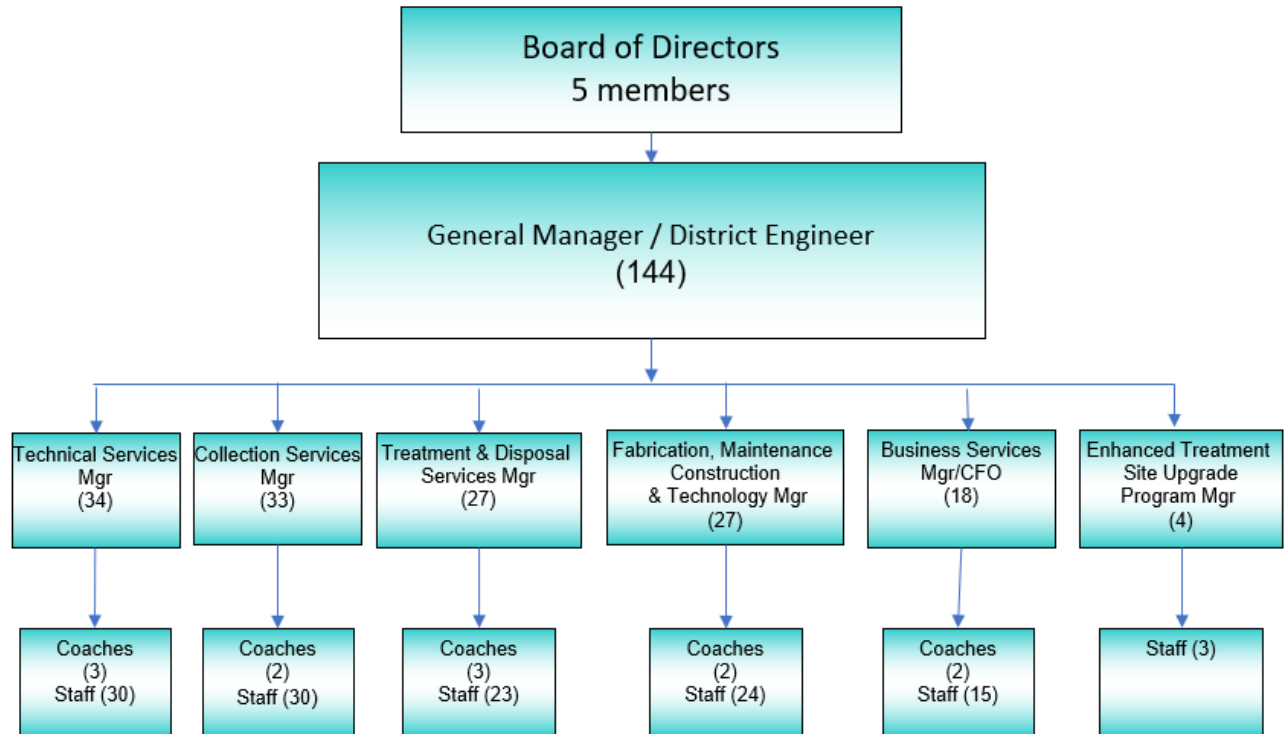 Board of Directors
5 members
General Manager / District Engineer
(144)
Technical Services
Mgr
(34)
Collection Services
Mgr
(33)
Treatment & Disposal
Services Mgr
(27)
Fabrication, Maintenance
Construction
& Technology Mgr
(27)
Business Services
Mgr/CFO
(18)
Enhanced Treatment
Site Upgrade
Program Mgr
(4)
Coaches
(3)
Staff (30)
Coaches
(2)
Staff (30)
Coaches
(3)
Staff (23)
Coaches
(2)
Staff (24)
Coaches
(2)
Staff (15)
Staff (3)